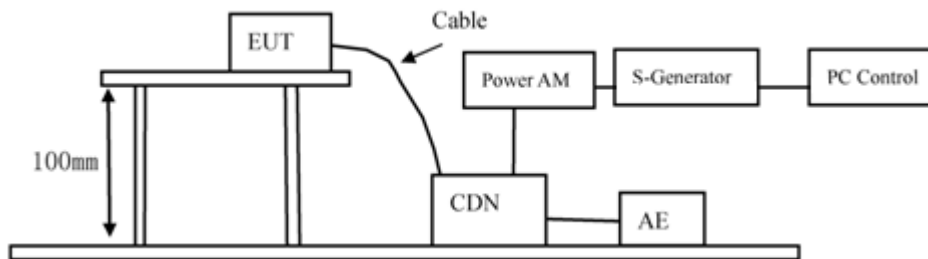 Cable
EUT
Power AM
S-Generator
PC Control
100mm
CDN
AE